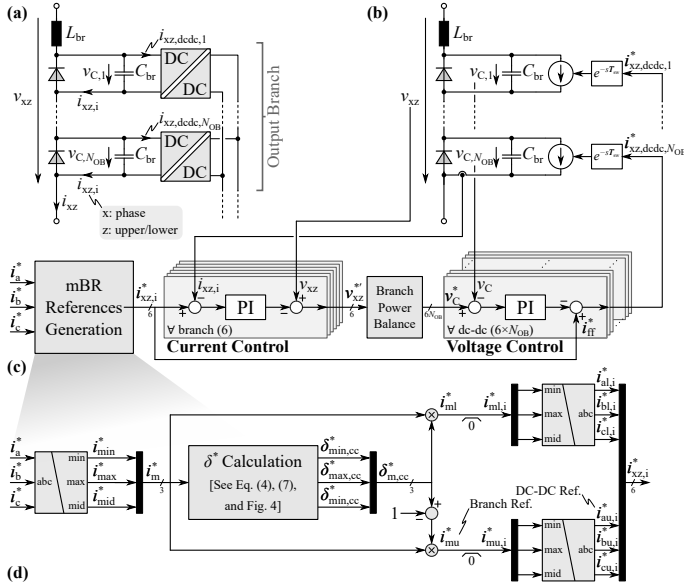 (a)
L_br
i_xz,dcdc,1
v_C,1
C_br
DC
DC
i_xz,i
v_xz
i_xz,dcdc,N_OB
v_C,N_OB
C_br
DC
DC
i_xz,i
i_xz
Output Branch
x: phase
z: upper/lower
(b)
L_br
v_C,1
C_br
e^-sT_sw
i*_xz,dcdc,1
v_xz
v_C,N_OB
C_br
e^-sT_sw
i*_xz,dcdc,N_OB
i*_a
i*_b
i*_c
mBR
References
Generation
i*_xz,i
6
i_xz,i
PI
v_xz
∀ branch (6)
Current Control
v*'_xz
6
Branch
Power
Balance
6N_OB
v*_C
v_C
PI
i*_ff
∀ dc-dc (6×N_OB)
Voltage Control
(c)
i*_a
i*_b
i*_c
abc
min
max
mid
i*_min
i*_max
i*_mid
i*_m
3
δ* Calculation
[See Eq. (4), (7),
and Fig. 4]
δ*_min,cc
δ*_max,cc
δ*_min,cc
δ*_m,cc
3
1
i*_ml
0
i*_ml,i
min
max
mid
abc
i*_al,i
i*_bl,i
i*_cl,i
i*_xz,i
6
DC-DC Ref.
Branch Ref.
i*_mu
0
i*_mu,i
min
max
mid
abc
i*_au,i
i*_bu,i
i*_cu,i
(d)